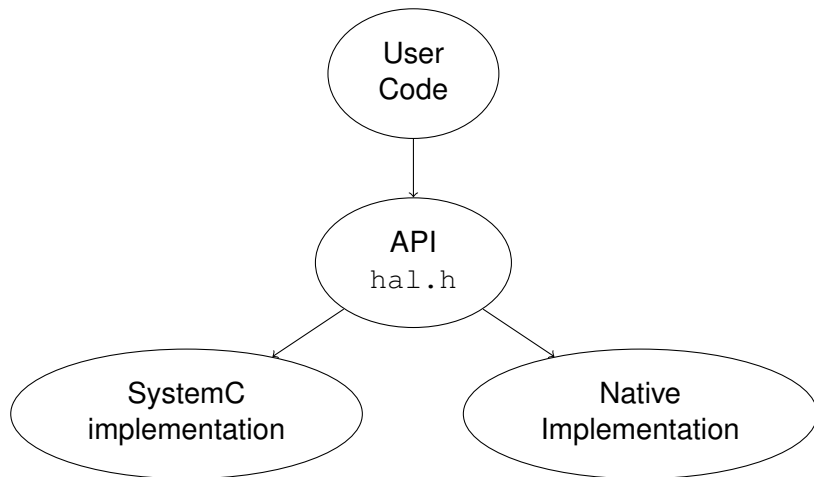 User
Code
API
hal.h
SystemC
implementation
Native
Implementation